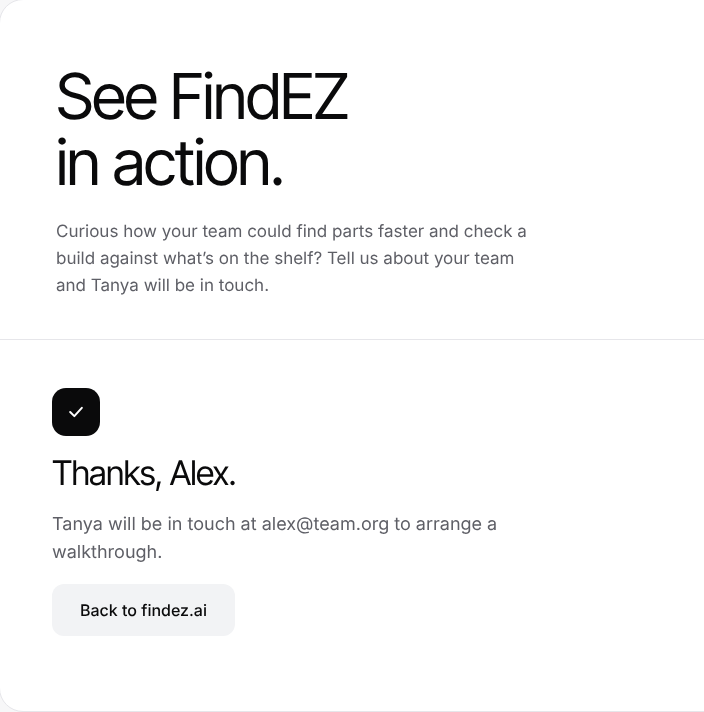 See FindEZ
in action.
Curious how your team could find parts faster and check a
build against what’s on the shelf? Tell us about your team
and Tanya will be in touch.
Thanks, Alex.
Tanya will be in touch at alex@team.org to arrange a
walkthrough.
Back to findez.ai